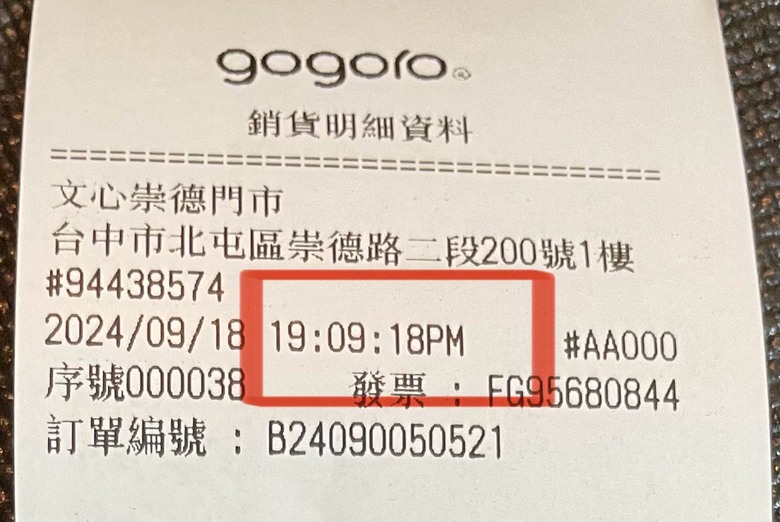 gogoro®
銷貨明細資料
========================================
文心崇德門市
台中市北屯區崇德路二段200號1樓
#94438574
2024/09/18 19:09:18PM #AA000
序號000038 發票 : FG95680844
訂單編號 : B24090050521